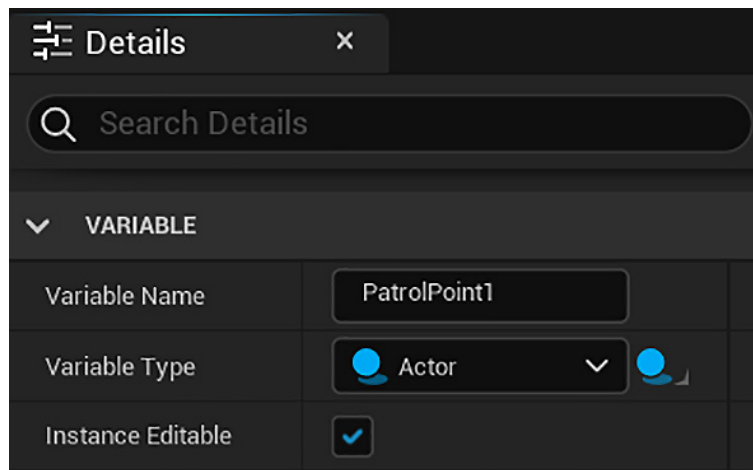 Details
Search Details
VARIABLE
Variable Name PatrolPoint1
Variable Type Actor
Instance Editable